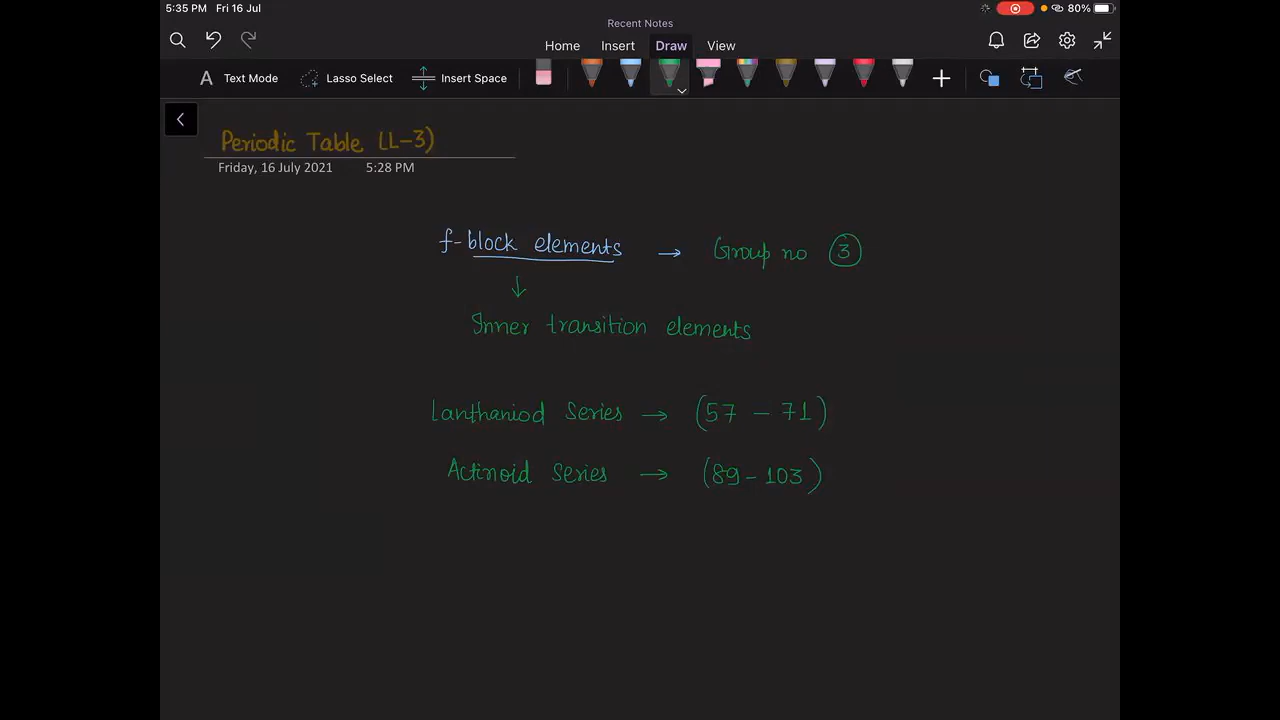 5:35 PM Fri 16 Jul
80%
Recent Notes
Home Insert Draw View
Text Mode Lasso Select Insert Space
Periodic Table (L-3)
Friday, 16 July 2021 5:28 PM
f-block elements → Group no 3
↓
Inner transition elements
Lanthaniod Series → (57 - 71)
Actinoid Series → (89 - 103)